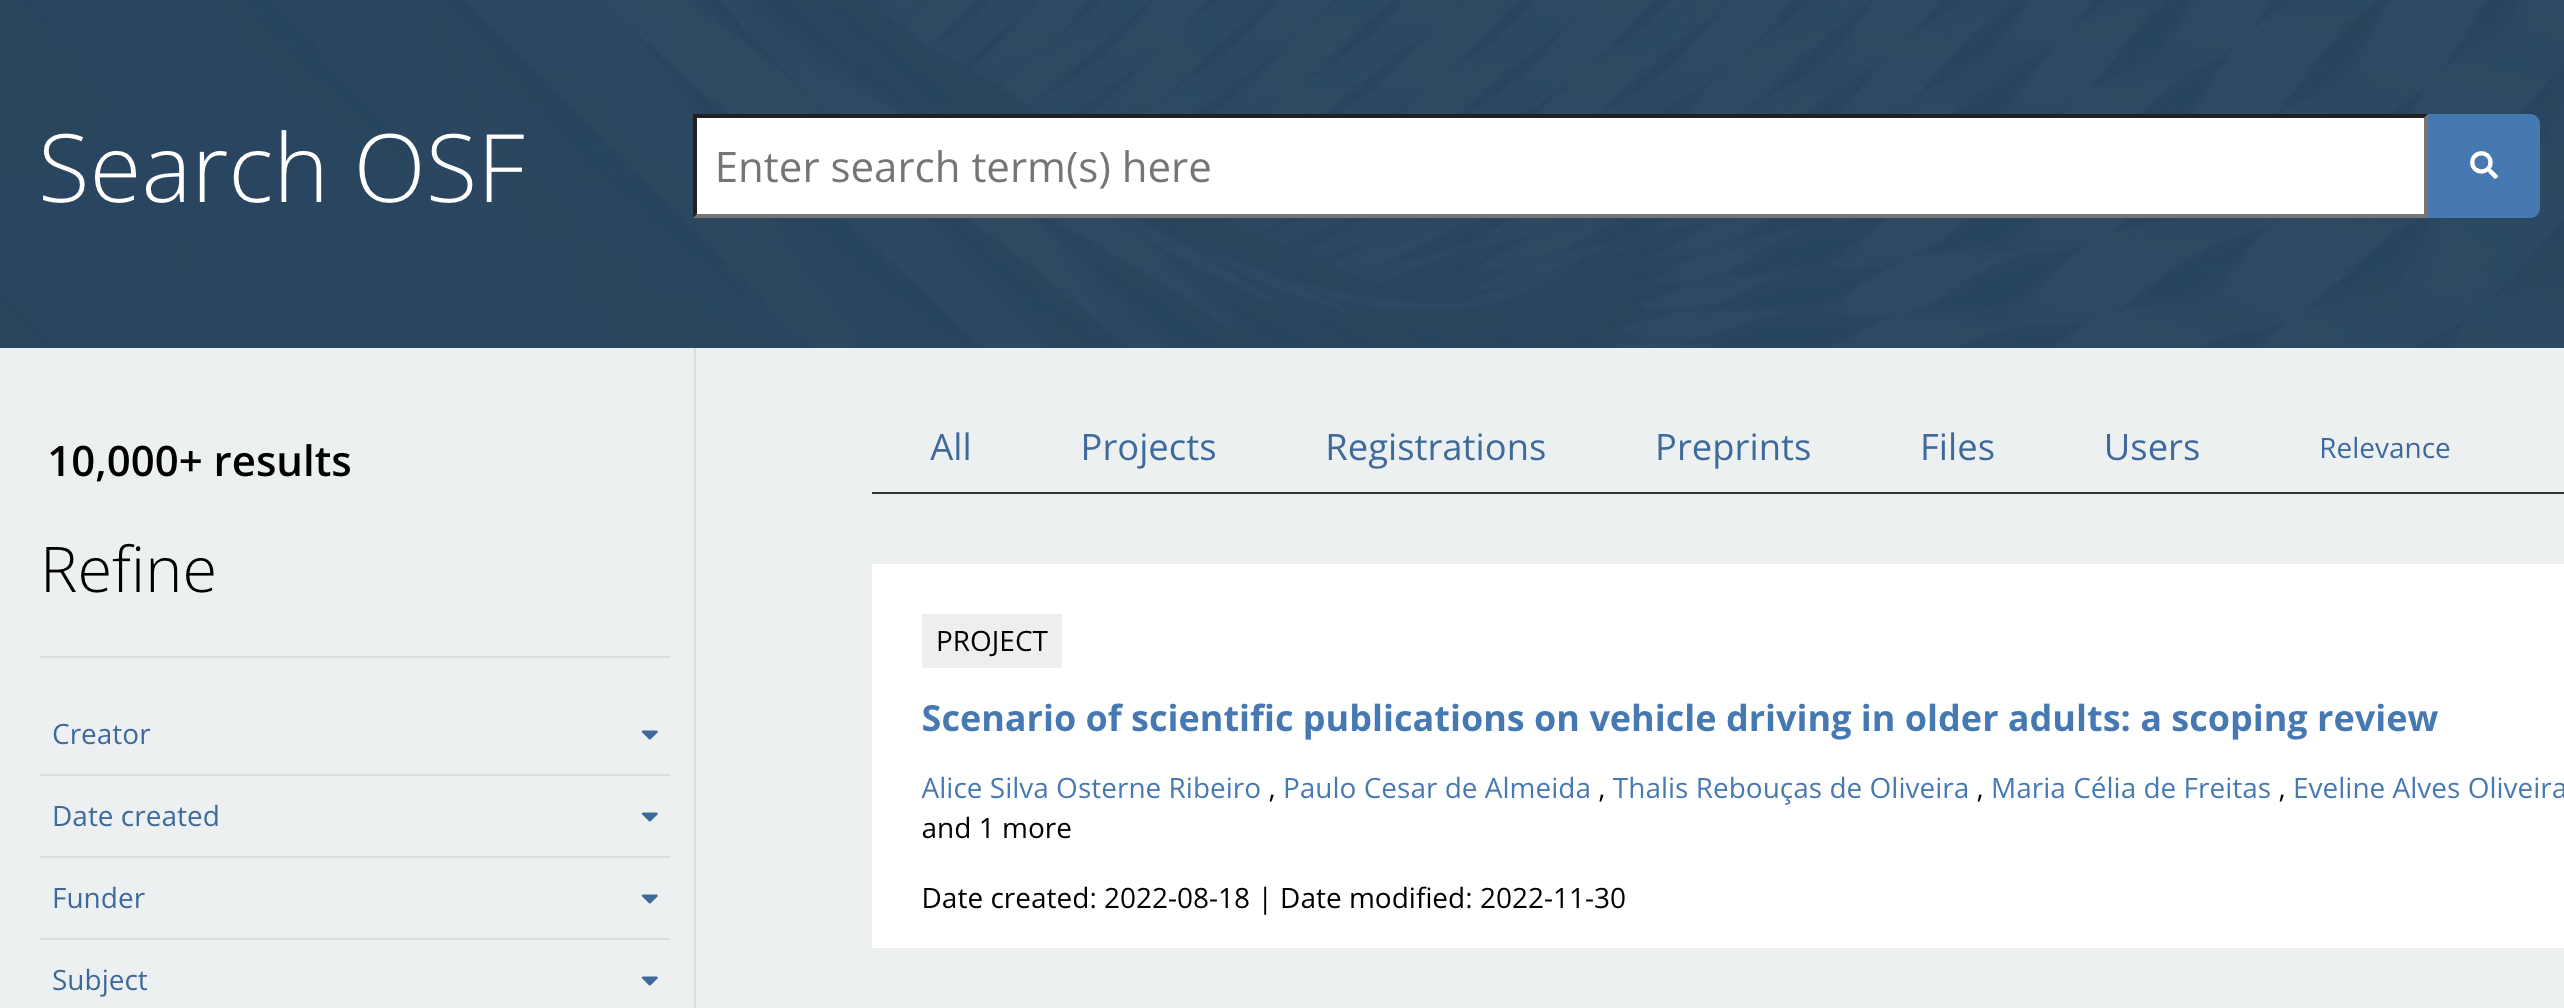 Search OSF
Enter search term(s) here
10,000+ results
Refine
Creator
Date created
Funder
Subject
All Projects Registrations Preprints Files Users Relevance
PROJECT
Scenario of scientific publications on vehicle driving in older adults: a scoping review
Alice Silva Osterne Ribeiro , Paulo Cesar de Almeida , Thalis Rebouças de Oliveira , Maria Célia de Freitas , Eveline Alves Oliveira
and 1 more
Date created: 2022-08-18 | Date modified: 2022-11-30